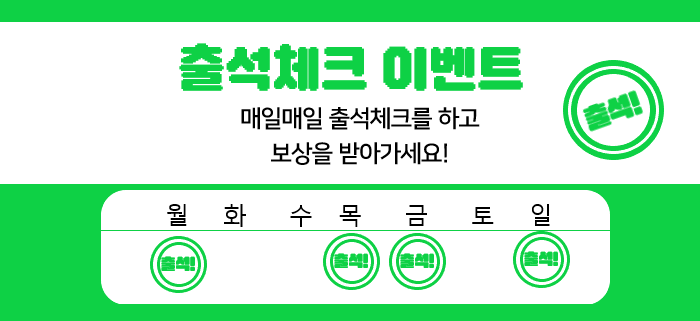 출석체크 이벤트
매일매일 출석체크를 하고
보상을 받아가세요!
출석!
월 화 수 목 금 토 일
출석! 출석! 출석! 출석!